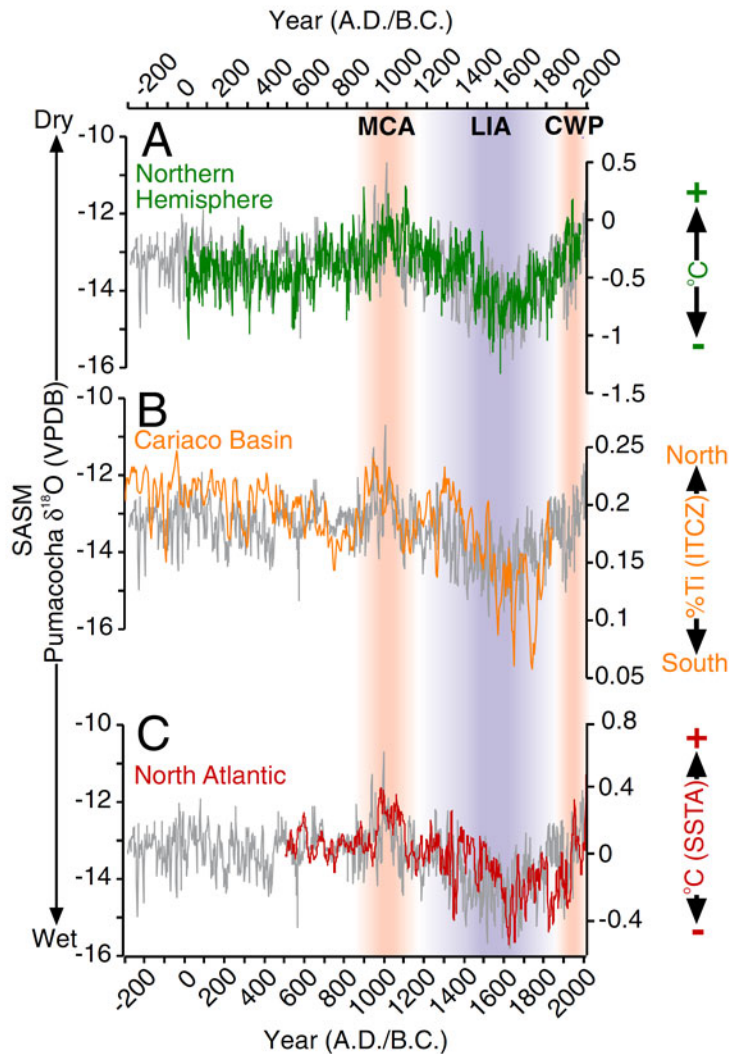 Year (A.D./B.C.)
-200 0 200 400 600 800 1000 1200 1400 1600 1800 2000
Dry
MCA LIA CWP
A
Northern
Hemisphere
-10
-12
-14
-16
0.5
0
-0.5
-1
-1.5
+
°C
-
SASM
Pumacocha δ¹⁸O (VPDB)
B
Cariaco Basin
-10
-12
-14
-16
0.25
0.2
0.15
0.1
0.05
North
%Ti (ITCZ)
South
C
North Atlantic
-10
-12
-14
-16
0.8
0.4
0
-0.4
+
°C (SSTA)
-
Wet
-200 0 200 400 600 800 1000 1200 1400 1600 1800 2000
Year (A.D./B.C.)